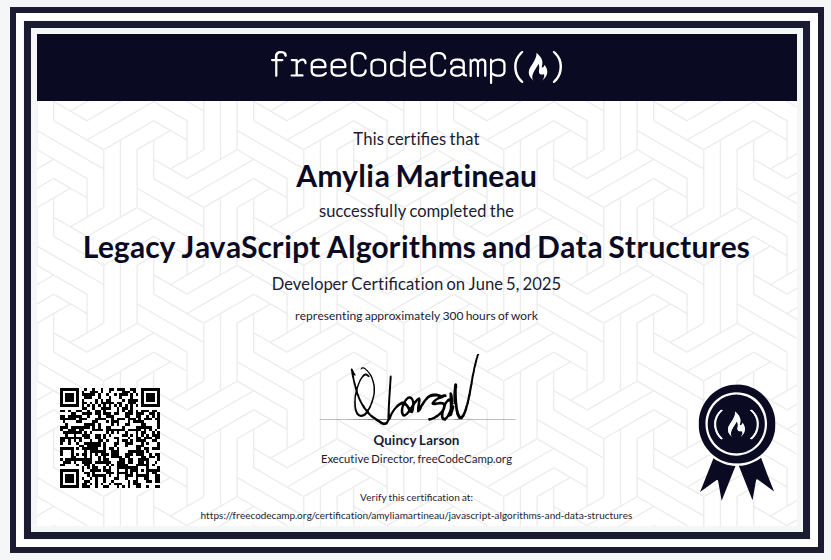 freeCodeCamp
This certifies that
Amylia Martineau
successfully completed the
Legacy JavaScript Algorithms and Data Structures
Developer Certification on June 5, 2025
representing approximately 300 hours of work
Quincy Larson
Executive Director, freeCodeCamp.org
Verify this certification at:
https://freecodecamp.org/certification/amyliamartineau/javascript-algorithms-and-data-structures